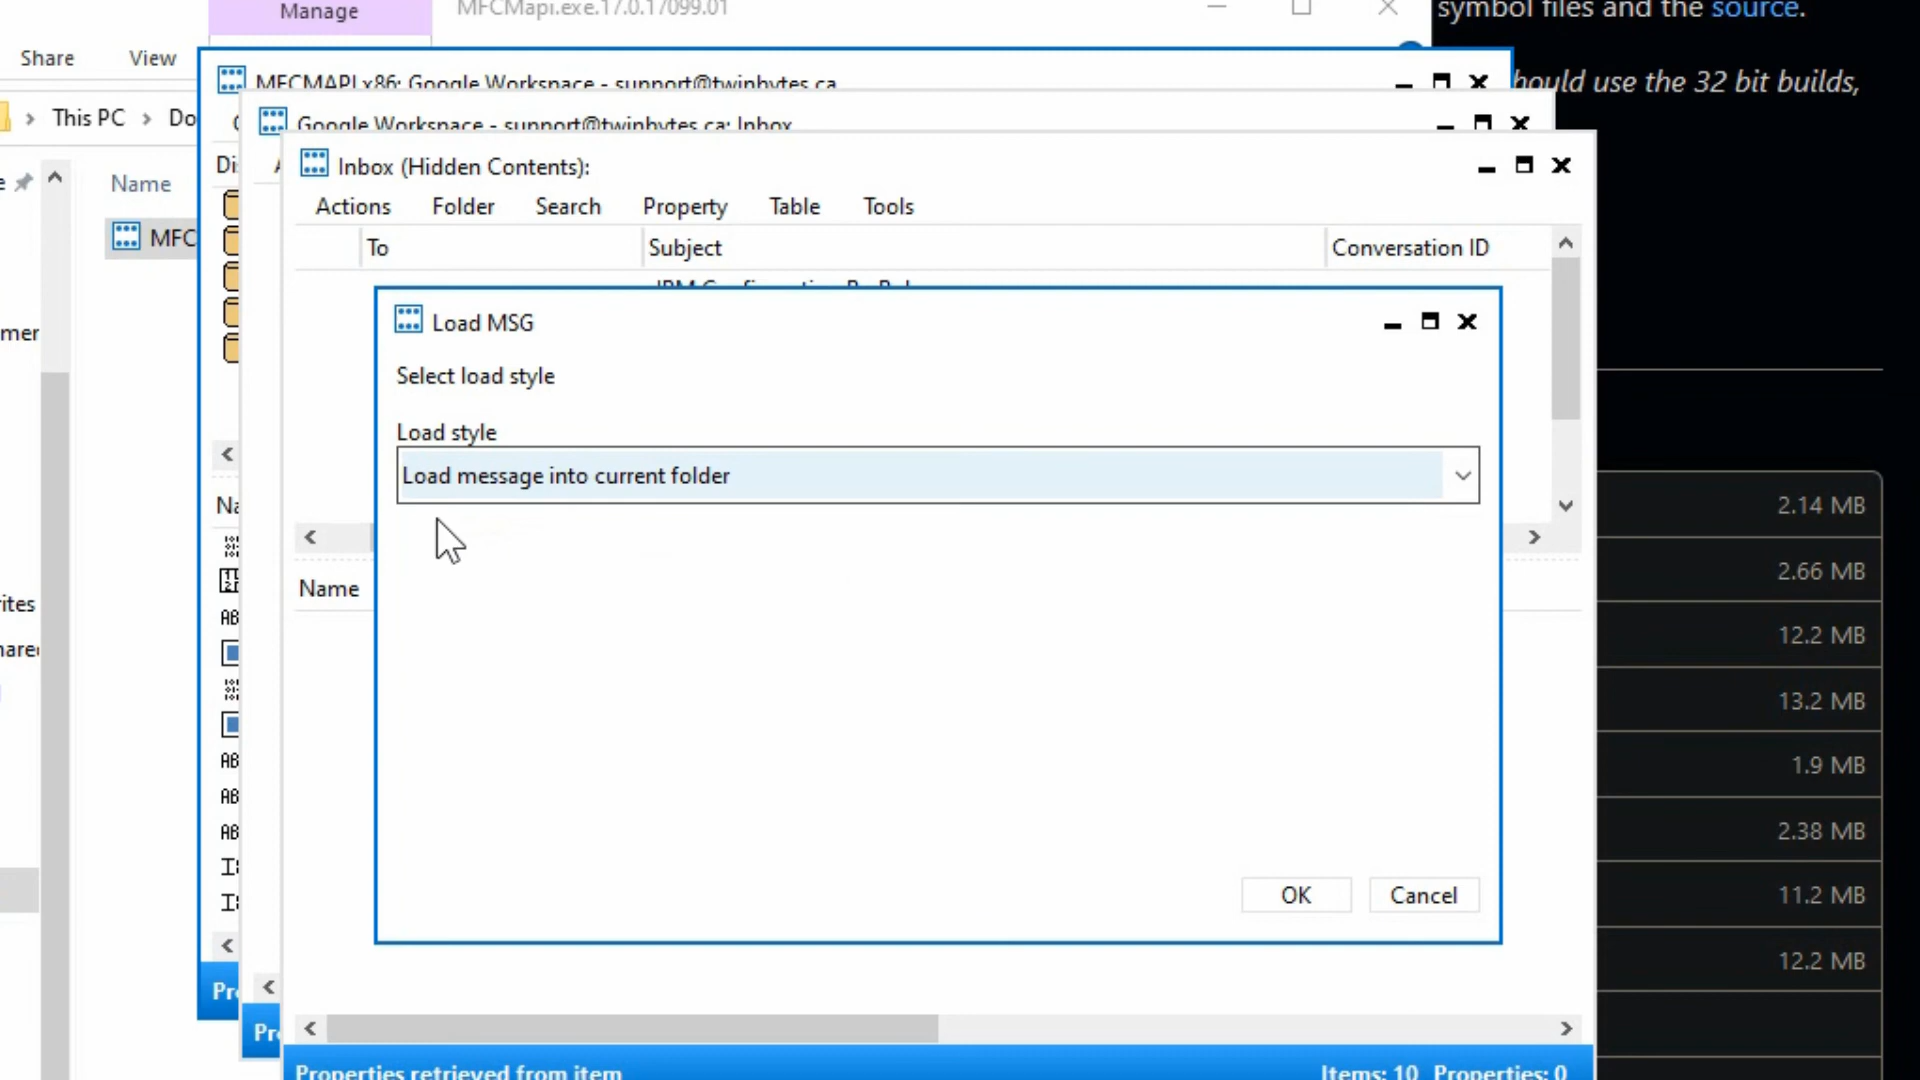 Manage
MFCMapi.exe.17.0.17099.01
symbol files and the source.
Share
View
MFCMAPI x86: Google Workspace - support@twinbytes.ca
hould use the 32 bit builds,
This PC
Do
Google Workspace - support@twinbytes.ca: Inbox
Inbox (Hidden Contents):
Name
Actions
Folder
Search
Property
Table
Tools
MFC
To
Subject
Conversation ID
Load MSG
Select load style
Load style
Load message into current folder
2.14 MB
2.66 MB
Name
12.2 MB
13.2 MB
1.9 MB
2.38 MB
OK
Cancel
11.2 MB
12.2 MB
Properties retrieved from item
Items: 10
Properties: 0